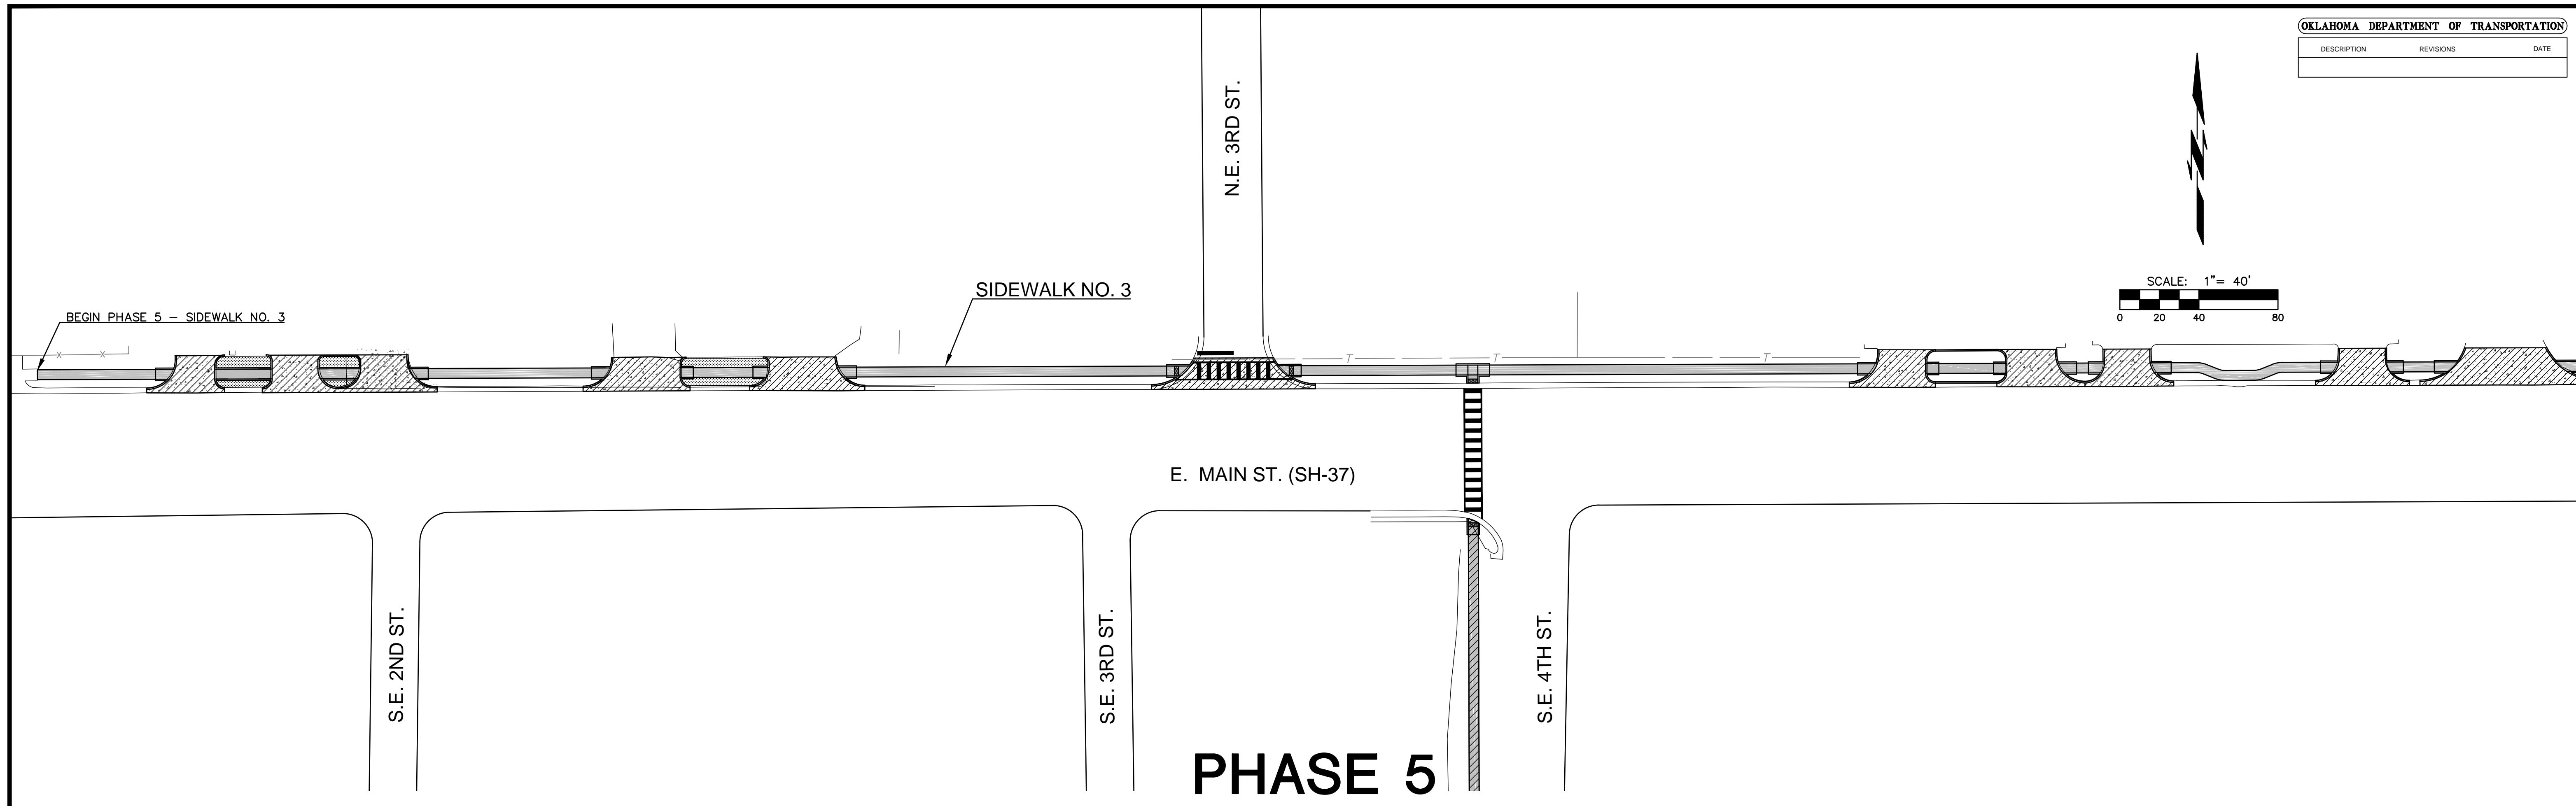 OKLAHOMA DEPARTMENT OF TRANSPORTATION
DESCRIPTION REVISIONS DATE
N.E. 3RD ST.
SCALE: 1"= 40'
0 20 40 80
SIDEWALK NO. 3
BEGIN PHASE 5 – SIDEWALK NO. 3
X X
T T T
E. MAIN ST. (SH-37)
S.E. 2ND ST.
S.E. 3RD ST.
S.E. 4TH ST.
PHASE 5